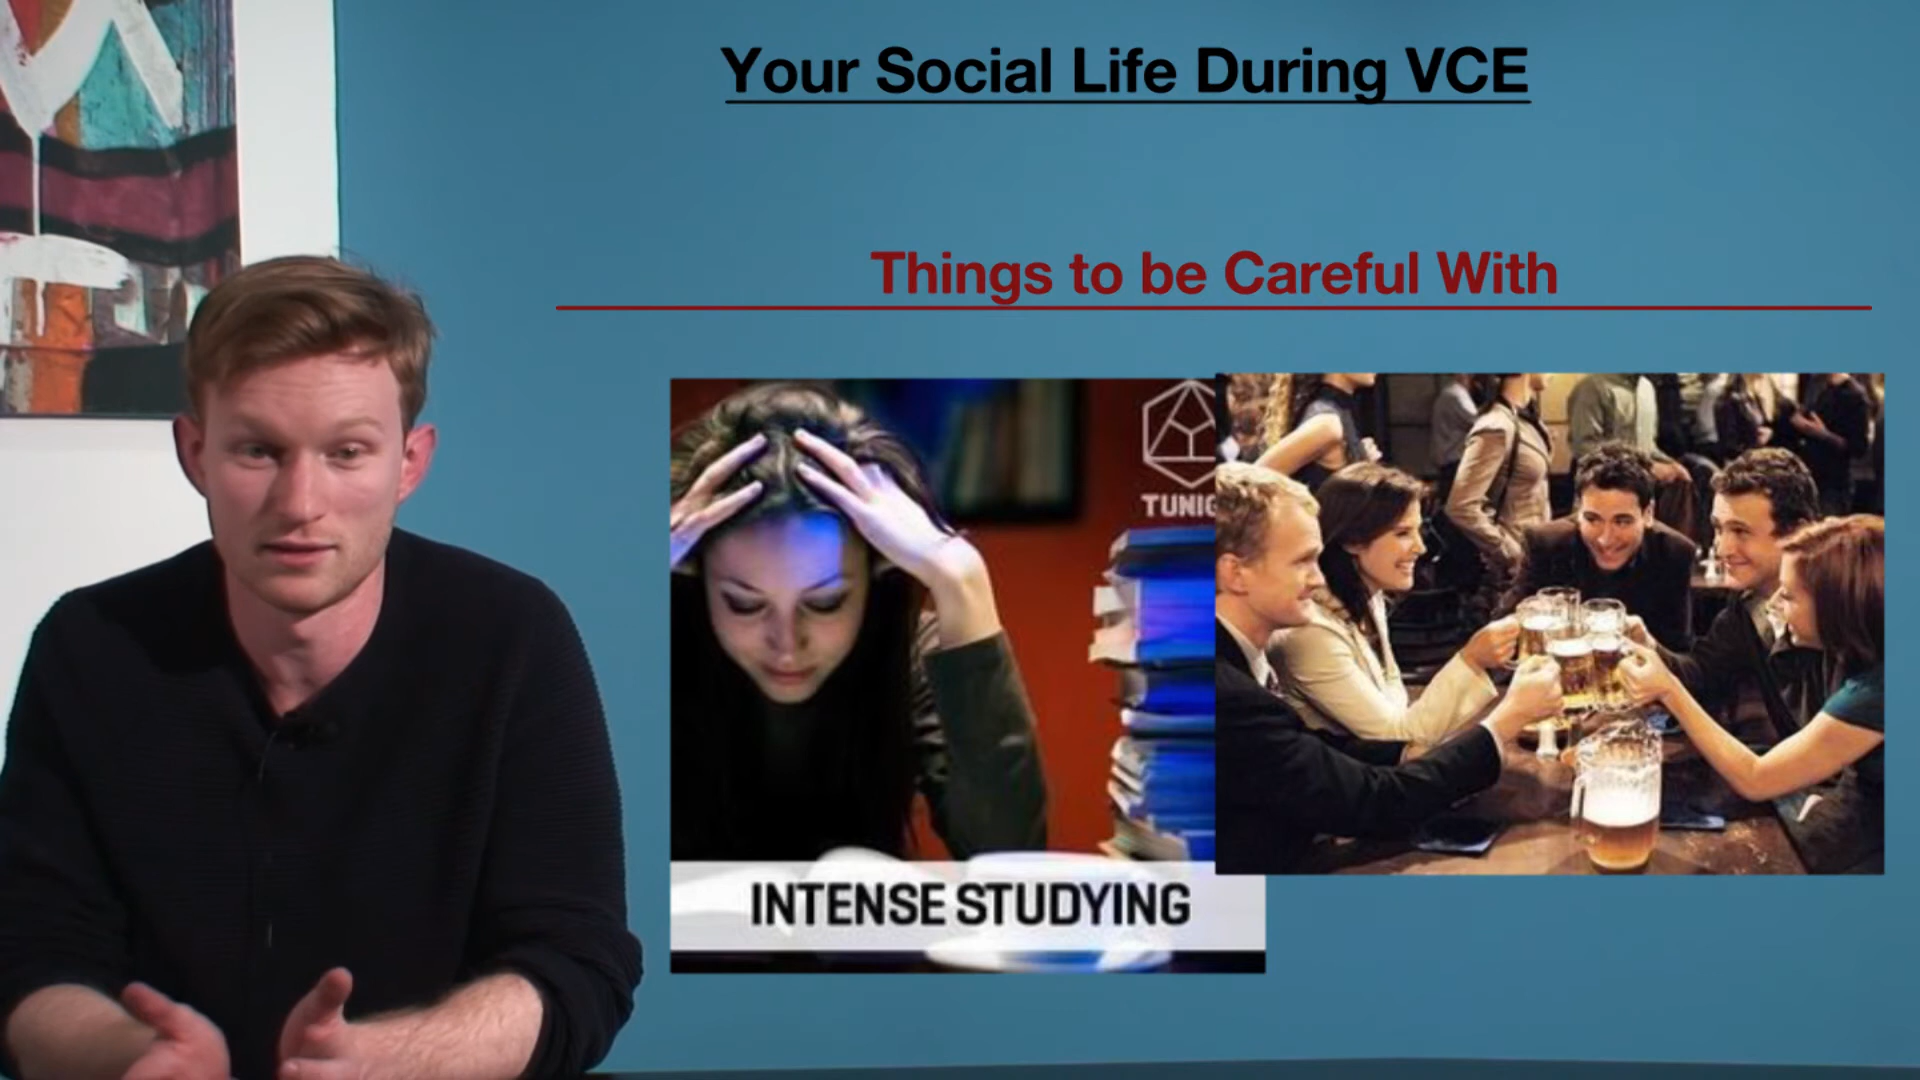 Your Social Life During VCE
Things to be Careful With
INTENSE STUDYING